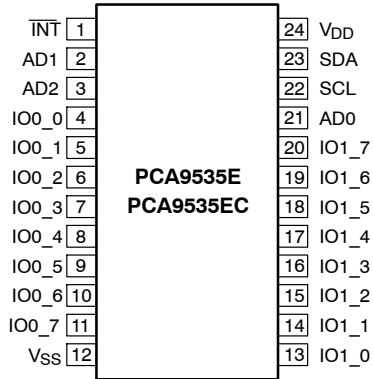 INT 1 24 VDD
AD1 2 23 SDA
AD2 3 22 SCL
IO0_0 4 21 AD0
IO0_1 5 20 IO1_7
IO0_2 6 PCA9535E 19 IO1_6
IO0_3 7 PCA9535EC 18 IO1_5
IO0_4 8 17 IO1_4
IO0_5 9 16 IO1_3
IO0_6 10 15 IO1_2
IO0_7 11 14 IO1_1
VSS 12 13 IO1_0